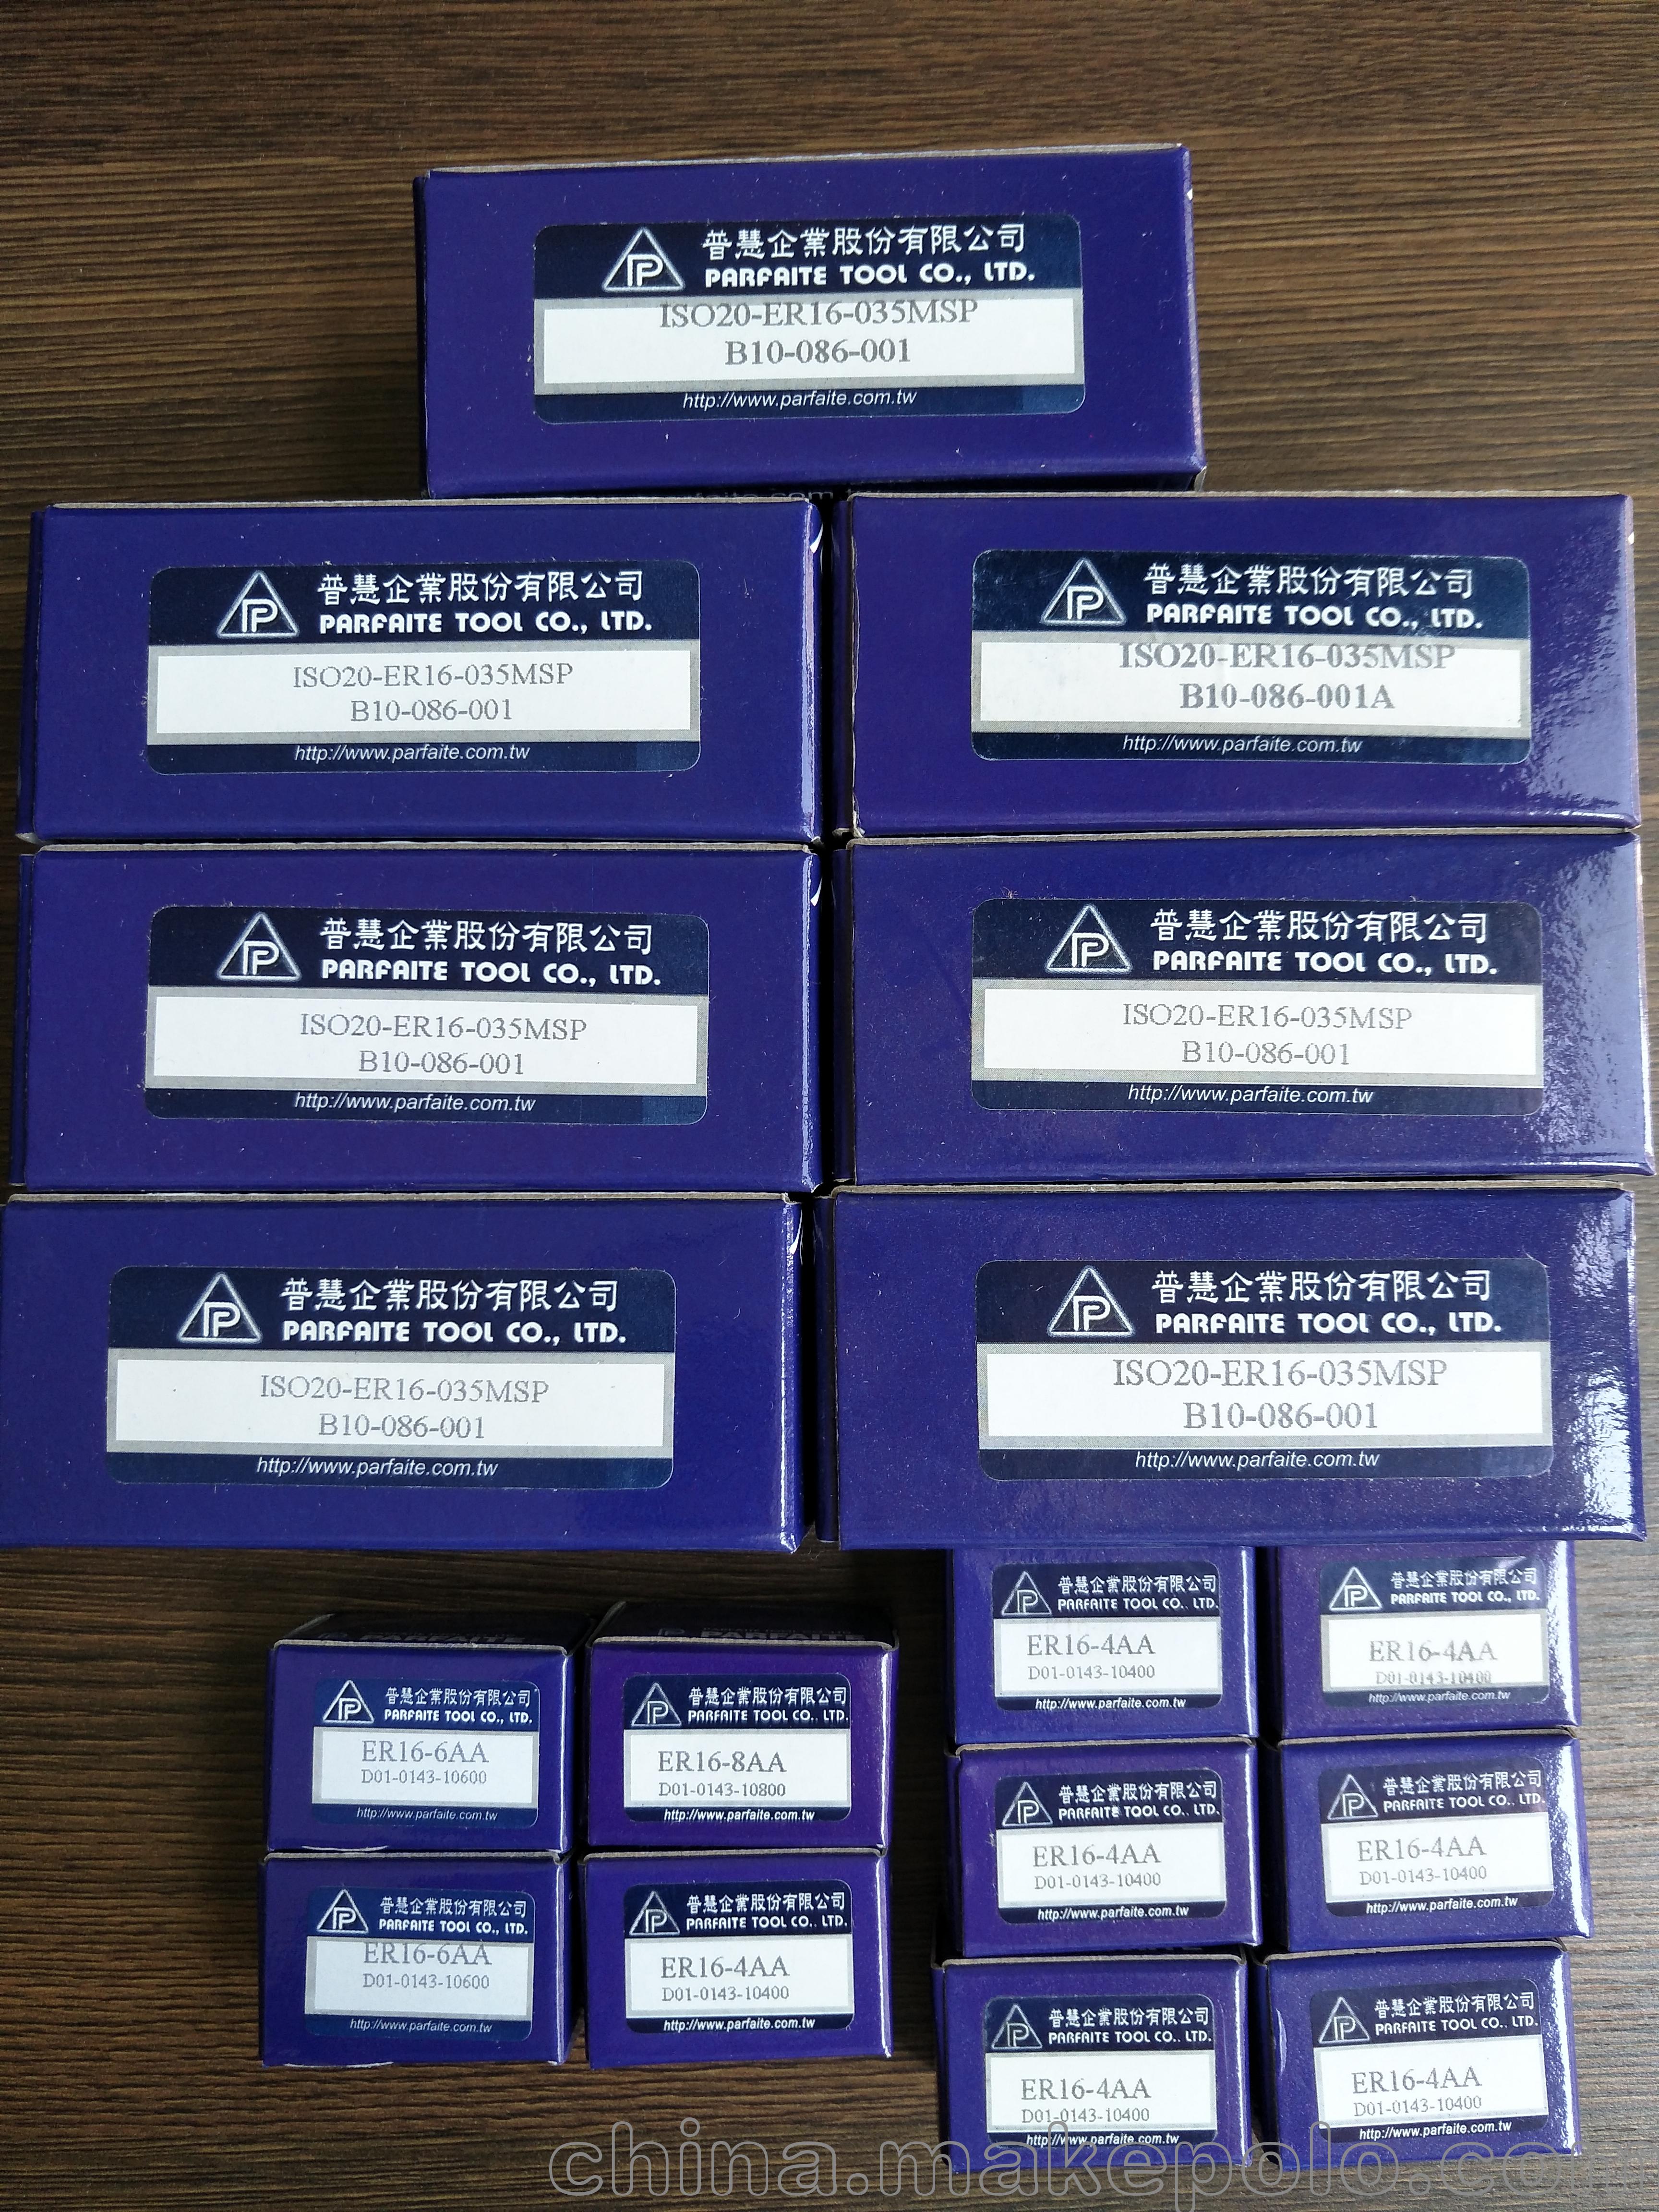 普慧企業股份有限公司
PARFAITE TOOL CO., LTD.
ISO20-ER16-035MSP
B10-086-001
http://www.parfaite.com.tw
普慧企業股份有限公司
PARFAITE TOOL CO., LTD.
ISO20-ER16-035MSP
B10-086-001
http://www.parfaite.com.tw
普慧企業股份有限公司
PARFAITE TOOL CO., LTD.
ISO20-ER16-035MSP
B10-086-001A
http://www.parfaite.com.tw
普慧企業股份有限公司
PARFAITE TOOL CO., LTD.
ISO20-ER16-035MSP
B10-086-001
http://www.parfaite.com.tw
普慧企業股份有限公司
PARFAITE TOOL CO., LTD.
ISO20-ER16-035MSP
B10-086-001
http://www.parfaite.com.tw
普慧企業股份有限公司
PARFAITE TOOL CO., LTD.
ISO20-ER16-035MSP
B10-086-001
http://www.parfaite.com.tw
普慧企業股份有限公司
PARFAITE TOOL CO., LTD.
ISO20-ER16-035MSP
B10-086-001
http://www.parfaite.com.tw
普慧企業股份有限公司
PARFAITE TOOL CO., LTD.
ER16-6AA
D01-0143-10600
http://www.parfaite.com.tw
普慧企業股份有限公司
PARFAITE TOOL CO., LTD.
ER16-8AA
D01-0143-10800
http://www.parfaite.com.tw
普慧企業股份有限公司
PARFAITE TOOL CO., LTD.
ER16-6AA
D01-0143-10600
http://www.parfaite.com.tw
普慧企業股份有限公司
PARFAITE TOOL CO., LTD.
ER16-4AA
D01-0143-10400
http://www.parfaite.com.tw
普慧企業股份有限公司
PARFAITE TOOL CO., LTD.
ER16-4AA
D01-0143-10400
http://www.parfaite.com.tw
普慧企業股份有限公司
PARFAITE TOOL CO., LTD.
ER16-4AA
D01-0143-10400
http://www.parfaite.com.tw
普慧企業股份有限公司
PARFAITE TOOL CO., LTD.
ER16-4AA
D01-0143-10400
http://www.parfaite.com.tw
普慧企業股份有限公司
PARFAITE TOOL CO., LTD.
ER16-4AA
D01-0143-10400
http://www.parfaite.com.tw
普慧企業股份有限公司
PARFAITE TOOL CO., LTD.
ER16-4AA
D01-0143-10400
http://www.parfaite.com.tw
普慧企業股份有限公司
PARFAITE TOOL CO., LTD.
ER16-4AA
D01-0143-10400
http://www.parfaite.com.tw
china.makepolo.co